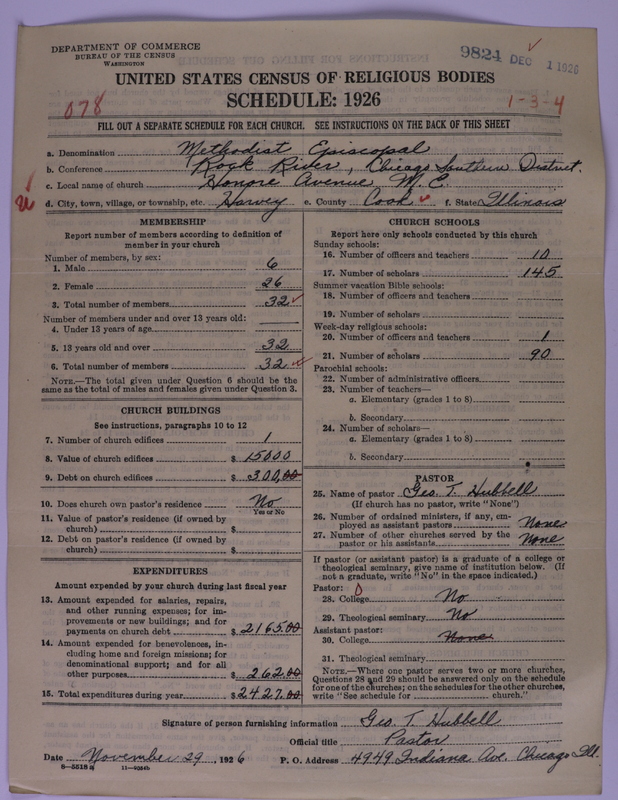 DEPARTMENT OF COMMERCE
BUREAU OF THE CENSUS
WASHINGTON
9824 DEC 1 1926
UNITED STATES CENSUS OF RELIGIOUS BODIES
SCHEDULE: 1926
078
1-3-4
FILL OUT A SEPARATE SCHEDULE FOR EACH CHURCH. SEE INSTRUCTIONS ON THE BACK OF THIS SHEET
a. Denomination Methodist Episcopal
b. Conference Rock River, Chicago Southern District.
c. Local name of church Honore Avenue M. E.
d. City, town, village, or township, etc. Harvey e. County Cook f. State Illinois
MEMBERSHIP
Report number of members according to definition of member in your church
Number of members, by sex:
1. Male 6
2. Female 26
3. Total number of members 32
Number of members under and over 13 years old:
4. Under 13 years of age
5. 13 years old and over 32
6. Total number of members 32
NOTE.—The total given under Question 6 should be
the same as the total of males and females given under Question 3.
CHURCH BUILDINGS
See instructions, paragraphs 10 to 12
7. Number of church edifices 1
8. Value of church edifices $ 15000
9. Debt on church edifices $ 300,00
10. Does church own pastor's residence No
Yes or No
11. Value of pastor's residence (if owned by
church) $
12. Debt on pastor's residence (if owned by
church) $
EXPENDITURES
Amount expended by your church during last fiscal year
13. Amount expended for salaries, repairs,
and other running expenses; for im-
provements or new buildings; and for
payments on church debt $ 2165.00
14. Amount expended for benevolences, in-
cluding home and foreign missions; for
denominational support; and for all
other purposes $ 262.00
15. Total expenditures during year $ 2427.00
CHURCH SCHOOLS
Report here only schools conducted by this church
Sunday schools:
16. Number of officers and teachers 10
17. Number of scholars 145
Summer vacation Bible schools:
18. Number of officers and teachers
19. Number of scholars
Week-day religious schools:
20. Number of officers and teachers 1
21. Number of scholars 90
Parochial schools:
22. Number of administrative officers
23. Number of teachers—
a. Elementary (grades 1 to 8)
b. Secondary
24. Number of scholars—
a. Elementary (grades 1 to 8)
b. Secondary
PASTOR
25. Name of pastor Geo. T. Hubbell
(If church has no pastor, write "None")
26. Number of ordained ministers, if any, em-
ployed as assistant pastors None
27. Number of other churches served by the
pastor or his assistants None
If pastor (or assistant pastor) is a graduate of a college or
theological seminary, give name of institution below. (If
not a graduate, write "No" in the space indicated.)
Pastor: 0
28. College No
29. Theological seminary No
Assistant pastor:
30. College None
31. Theological seminary
NOTE.—Where one pastor serves two or more churches,
Questions 28 and 29 should be answered only on the schedule
for one of the churches; on the schedules for the other churches,
write "See schedule for church."
Signature of person furnishing information Geo. T. Hubbell
Official title Pastor
Date November 29, 1926 P. O. Address 4949 Indiana Ave. Chicago Ill.
8—5518 a 11—9564b